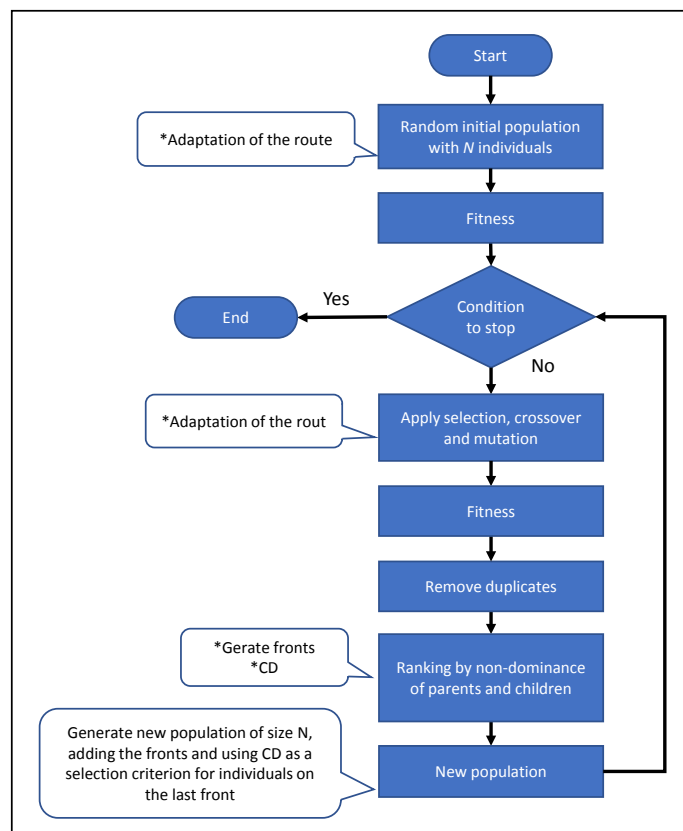 Start
*Adaptation of the route
Random initial population
with N individuals
Fitness
Condition
to stop
Yes
End
No
*Adaptation of the rout
Apply selection, crossover
and mutation
Fitness
Remove duplicates
*Gerate fronts
*CD
Ranking by non-dominance
of parents and children
Generate new population of size N,
adding the fronts and using CD as a
selection criterion for individuals on
the last front
New population